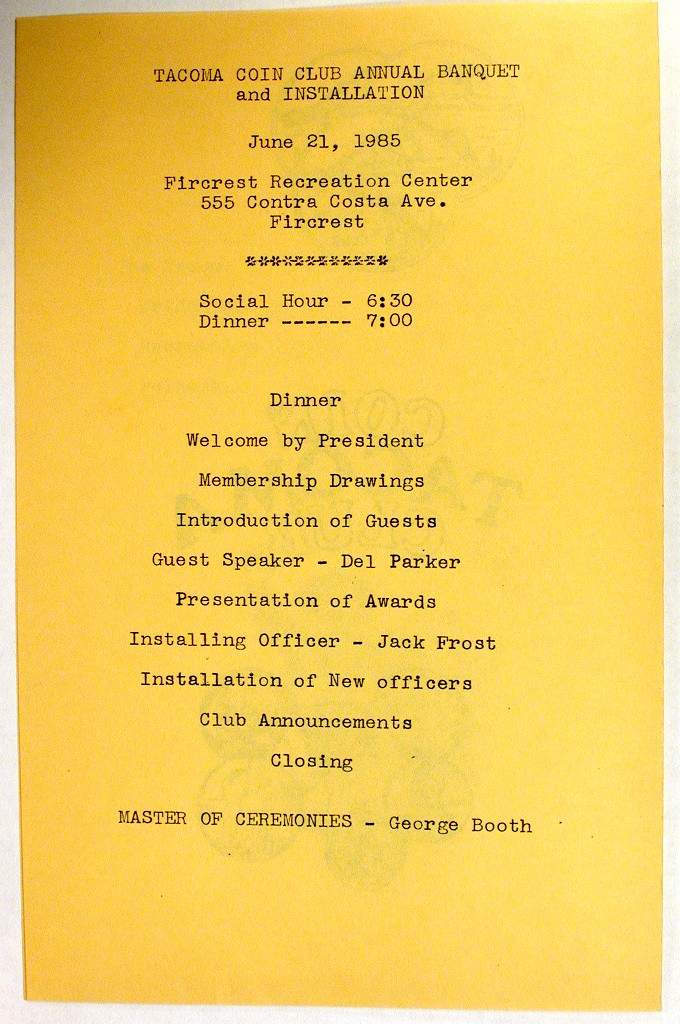 TACOMA COIN CLUB ANNUAL BANQUET
and INSTALLATION
June 21, 1985
Fircrest Recreation Center
555 Contra Costa Ave.
Fircrest
************
Social Hour - 6:30
Dinner ------ 7:00
Dinner
Welcome by President
Membership Drawings
Introduction of Guests
Guest Speaker - Del Parker
Presentation of Awards
Installing Officer - Jack Frost
Installation of New officers
Club Announcements
Closing
MASTER OF CEREMONIES - George Booth